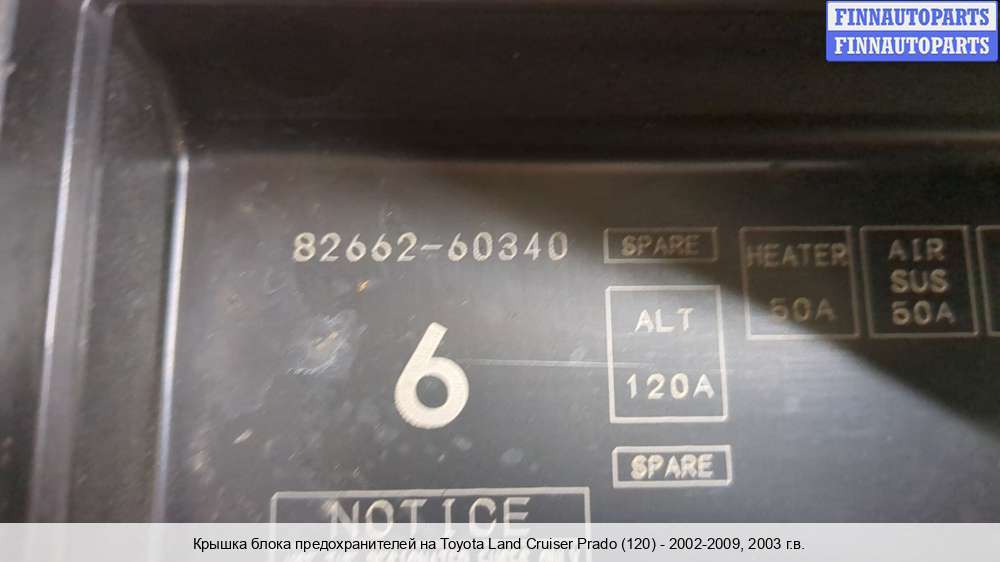 FINNAUTOPARTS
FINNAUTOPARTS
82662-60340
SPARE
HEATER
50A
AIR
SUS
50A
ALT
120A
6
SPARE
NOTICE
Крышка блока предохранителей на Toyota Land Cruiser Prado (120) - 2002-2009, 2003 г.в.